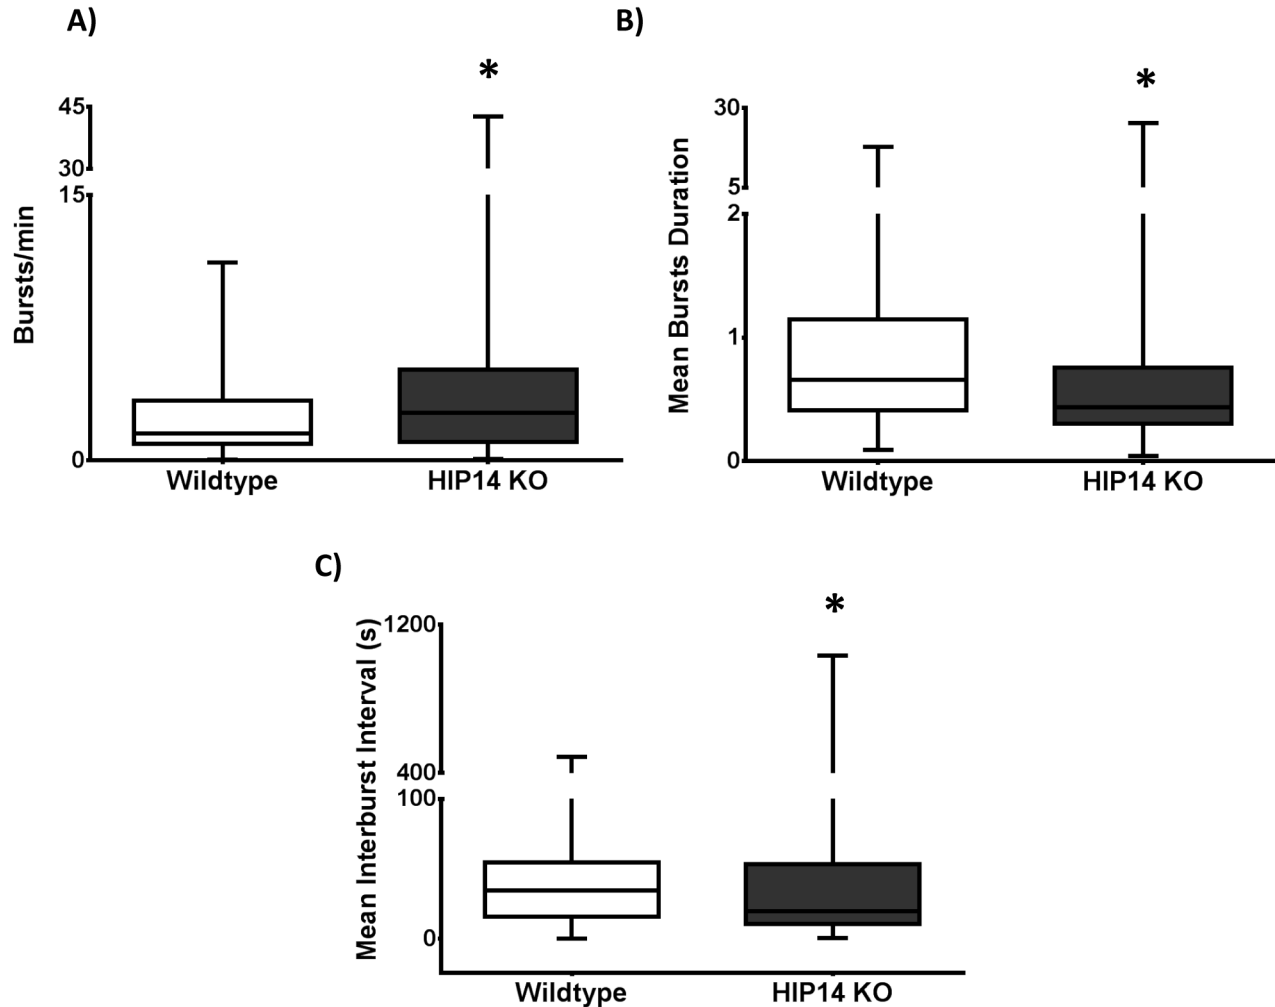 A)
*
45
30
15
0
Bursts/min
Wildtype
HIP14 KO
B)
*
30
5
2
1
0
Mean Bursts Duration
Wildtype
HIP14 KO
C)
*
1200
400
100
0
Mean Interburst Interval (s)
Wildtype
HIP14 KO